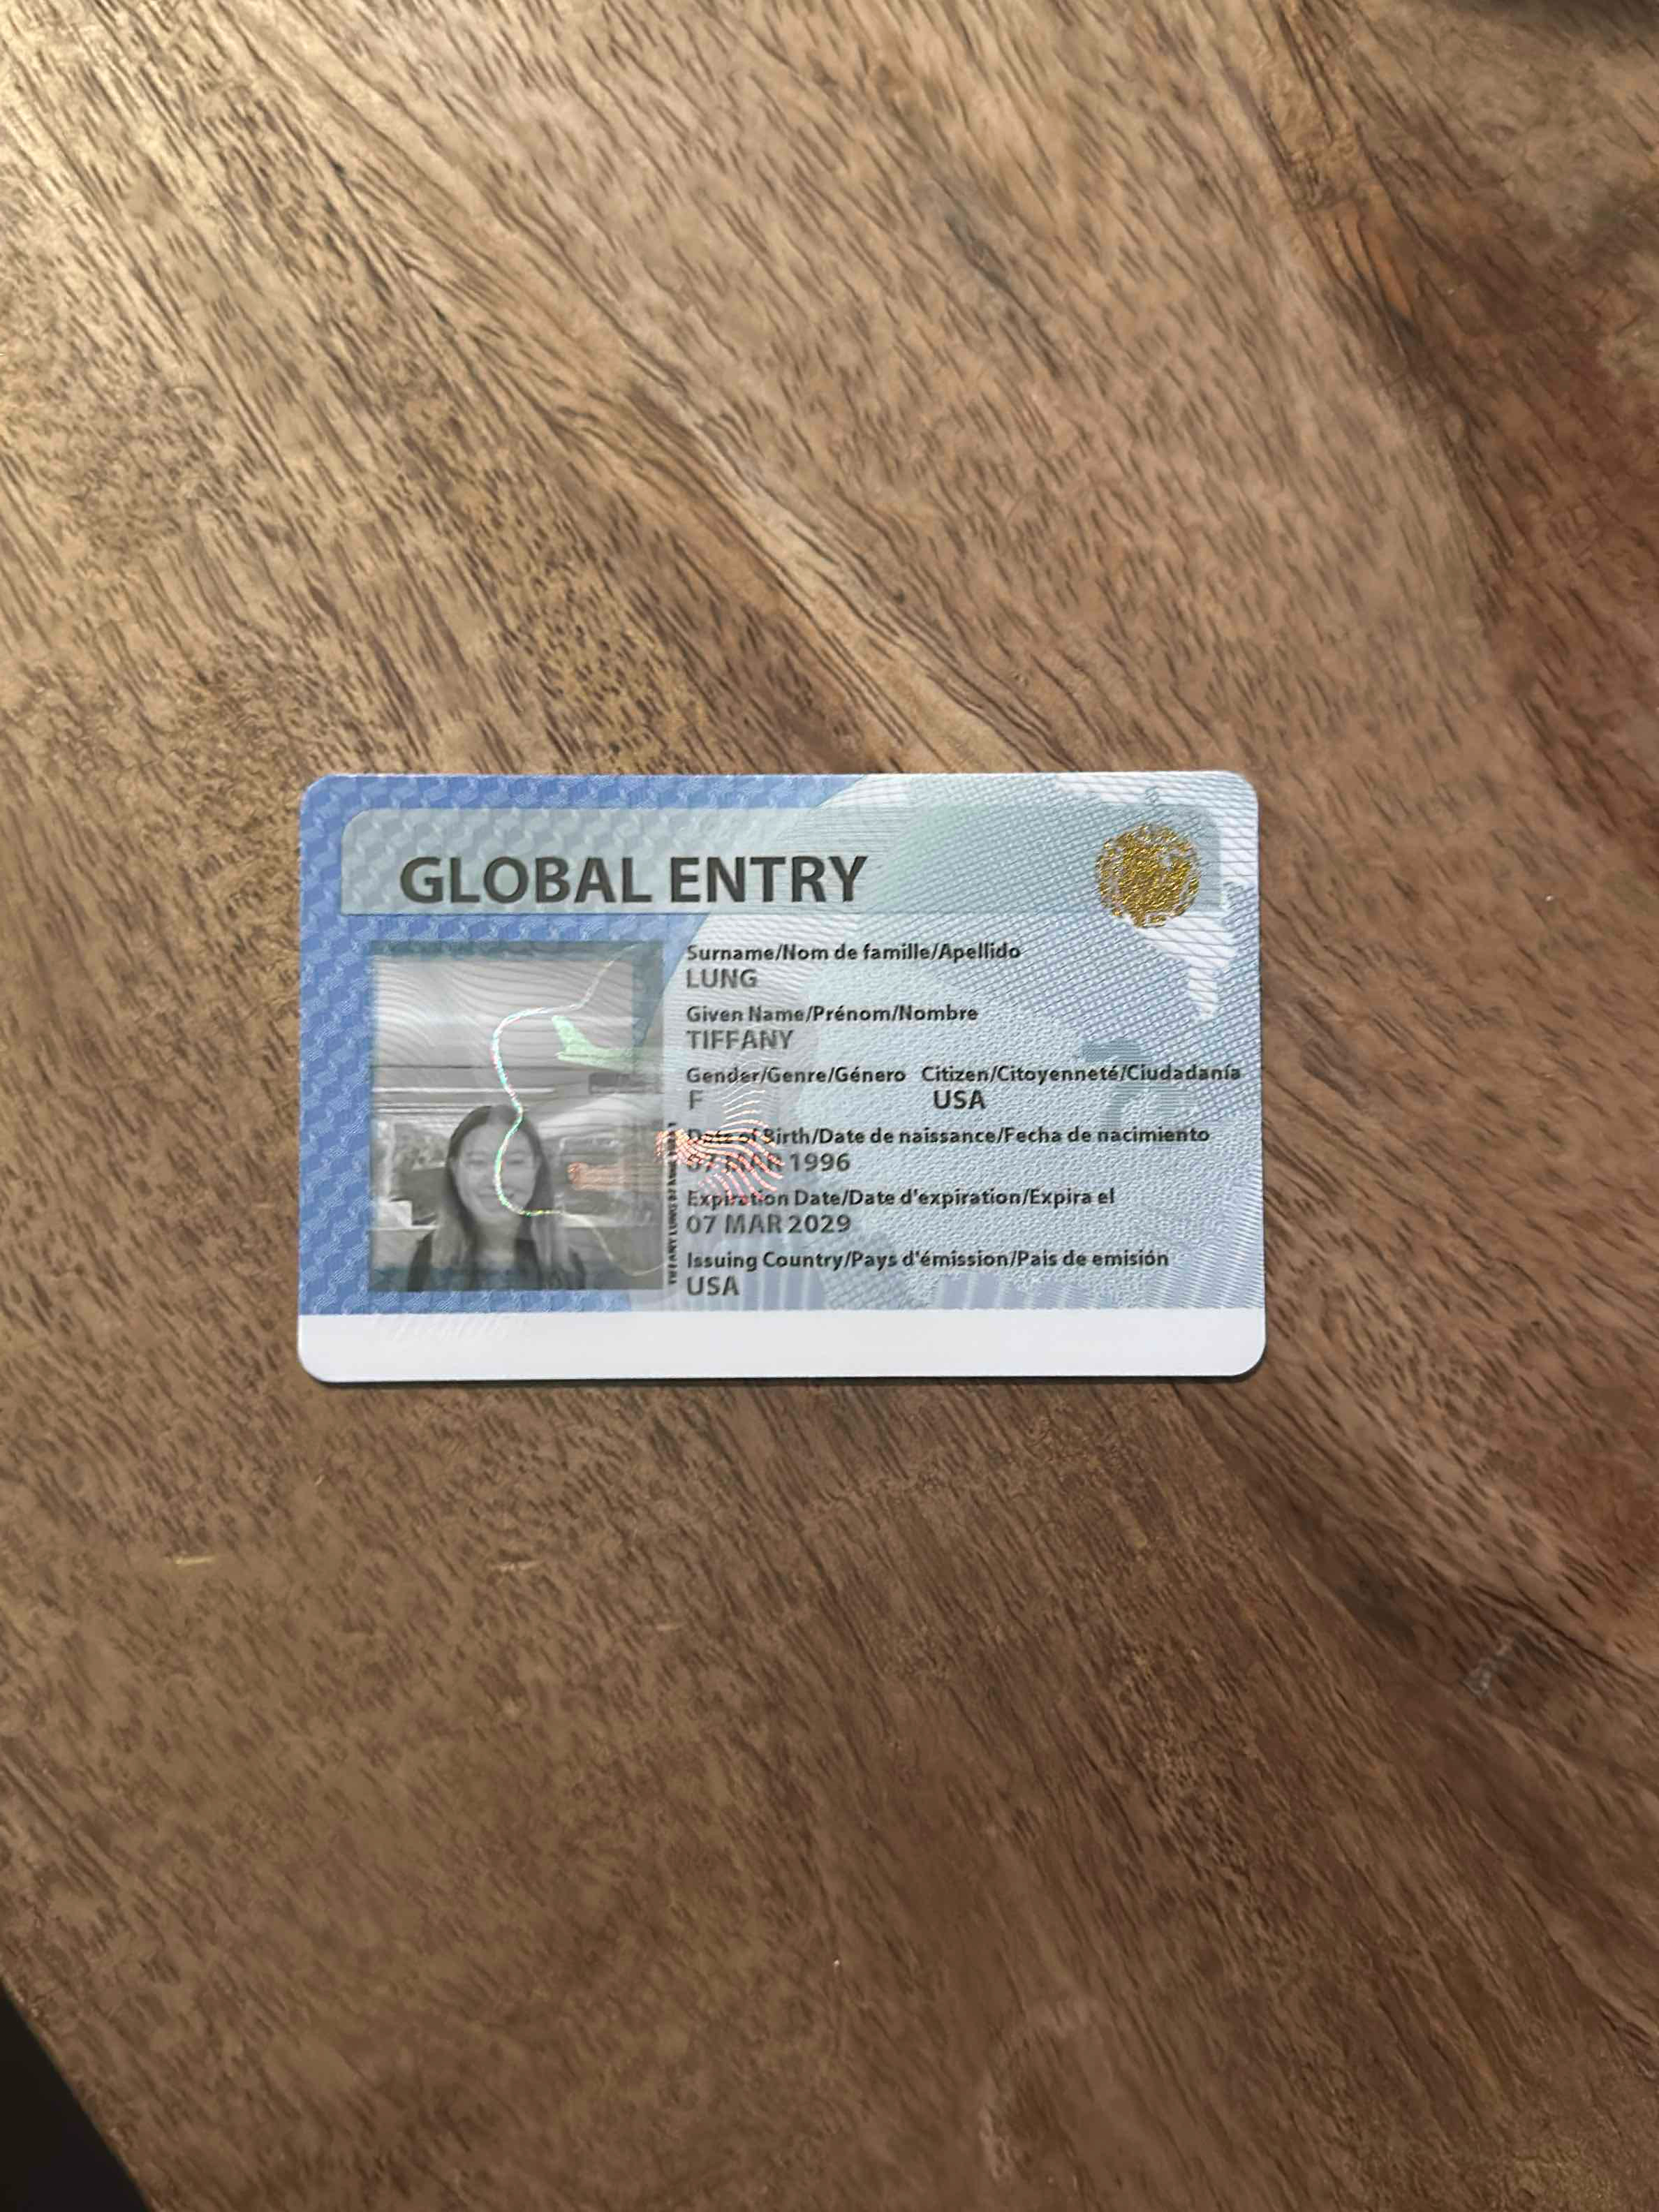 GLOBAL ENTRY
Surname/Nom de famille/Apellido
LUNG
Given Name/Prénom/Nombre
TIFFANY
Gender/Genre/Género Citizen/Citoyenneté/Ciudadanía
F USA
Date of Birth/Date de naissance/Fecha de nacimiento
07 MAR 1996
Expiration Date/Date d'expiration/Expira el
07 MAR 2029
Issuing Country/Pays d'émission/Pais de emisión
USA
TIFFANY LUNG